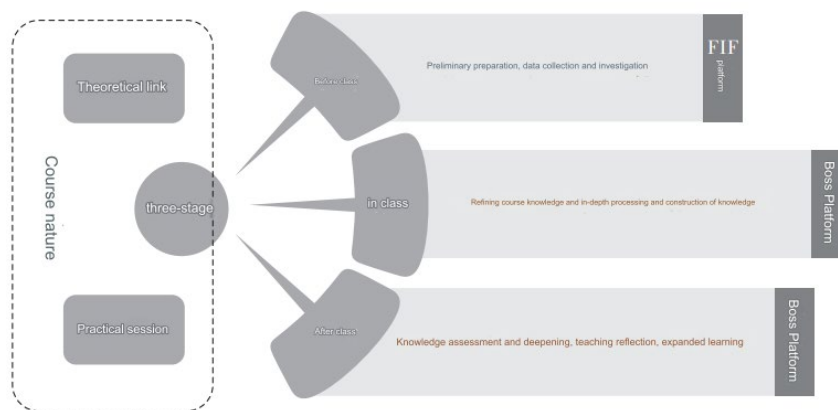 Course nature
Theoretical link
three-stage
Practical session
Before class
Preliminary preparation, data collection and investigation
FIF
platform
in class
Refining course knowledge and in-depth processing and construction of knowledge
Boss Platform
After class
Knowledge assessment and deepening, teaching reflection, expanded learning
Boss Platform